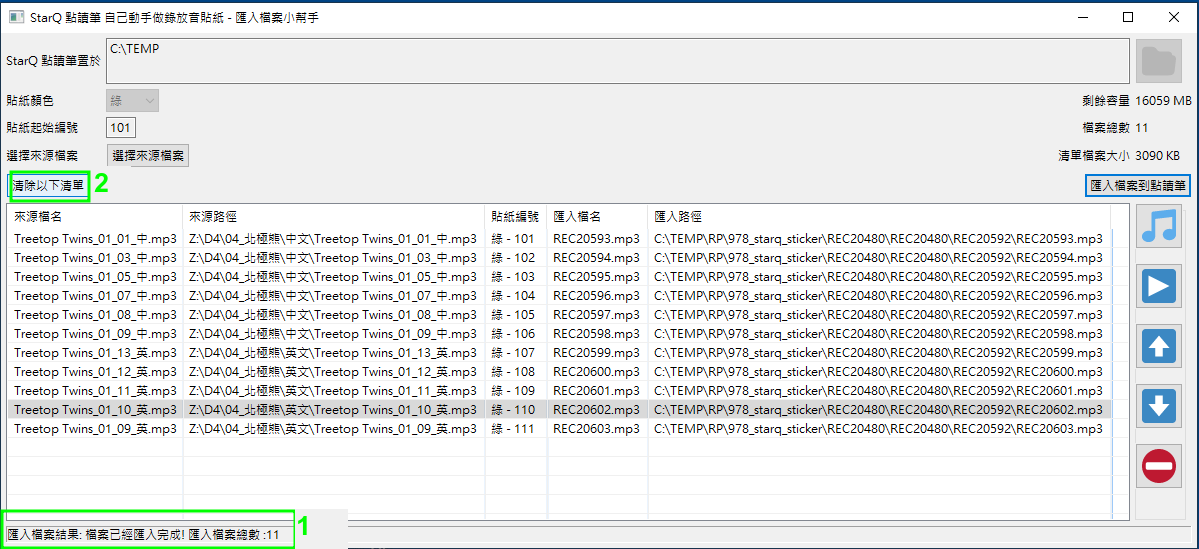 StarQ 點讀筆 自己動手做錄放音貼紙 - 匯入檔案小幫手
StarQ 點讀筆置於 C:\TEMP
貼紙顏色 綠 剩餘容量 16059 MB
貼紙起始編號 101 檔案總數 11
選擇來源檔案 選擇來源檔案 清單檔案大小 3090 KB
清除以下清單 2 匯入檔案到點讀筆
來源檔名 來源路徑 貼紙編號 匯入檔名 匯入路徑
Treetop Twins_01_01_中.mp3 Z:\D4\04_北極熊\中文\Treetop Twins_01_01_中.mp3 綠 - 101 REC20593.mp3 C:\TEMP\RP\978_starq_sticker\REC20480\REC20480\REC20592\REC20593.mp3
Treetop Twins_01_03_中.mp3 Z:\D4\04_北極熊\中文\Treetop Twins_01_03_中.mp3 綠 - 102 REC20594.mp3 C:\TEMP\RP\978_starq_sticker\REC20480\REC20480\REC20592\REC20594.mp3
Treetop Twins_01_05_中.mp3 Z:\D4\04_北極熊\中文\Treetop Twins_01_05_中.mp3 綠 - 103 REC20595.mp3 C:\TEMP\RP\978_starq_sticker\REC20480\REC20480\REC20592\REC20595.mp3
Treetop Twins_01_07_中.mp3 Z:\D4\04_北極熊\中文\Treetop Twins_01_07_中.mp3 綠 - 104 REC20596.mp3 C:\TEMP\RP\978_starq_sticker\REC20480\REC20480\REC20592\REC20596.mp3
Treetop Twins_01_08_中.mp3 Z:\D4\04_北極熊\中文\Treetop Twins_01_08_中.mp3 綠 - 105 REC20597.mp3 C:\TEMP\RP\978_starq_sticker\REC20480\REC20480\REC20592\REC20597.mp3
Treetop Twins_01_09_中.mp3 Z:\D4\04_北極熊\中文\Treetop Twins_01_09_中.mp3 綠 - 106 REC20598.mp3 C:\TEMP\RP\978_starq_sticker\REC20480\REC20480\REC20592\REC20598.mp3
Treetop Twins_01_13_英.mp3 Z:\D4\04_北極熊\英文\Treetop Twins_01_13_英.mp3 綠 - 107 REC20599.mp3 C:\TEMP\RP\978_starq_sticker\REC20480\REC20480\REC20592\REC20599.mp3
Treetop Twins_01_12_英.mp3 Z:\D4\04_北極熊\英文\Treetop Twins_01_12_英.mp3 綠 - 108 REC20600.mp3 C:\TEMP\RP\978_starq_sticker\REC20480\REC20480\REC20592\REC20600.mp3
Treetop Twins_01_11_英.mp3 Z:\D4\04_北極熊\英文\Treetop Twins_01_11_英.mp3 綠 - 109 REC20601.mp3 C:\TEMP\RP\978_starq_sticker\REC20480\REC20480\REC20592\REC20601.mp3
Treetop Twins_01_10_英.mp3 Z:\D4\04_北極熊\英文\Treetop Twins_01_10_英.mp3 綠 - 110 REC20602.mp3 C:\TEMP\RP\978_starq_sticker\REC20480\REC20480\REC20592\REC20602.mp3
Treetop Twins_01_09_英.mp3 Z:\D4\04_北極熊\英文\Treetop Twins_01_09_英.mp3 綠 - 111 REC20603.mp3 C:\TEMP\RP\978_starq_sticker\REC20480\REC20480\REC20592\REC20603.mp3
匯入檔案結果: 檔案已經匯入完成! 匯入檔案總數 :11 1